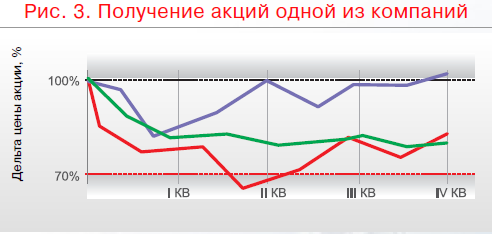 Рис. 3. Получение акций одной из компаний
Дельта цены акции, %
100%
70%
I КВ
II КВ
III КВ
IV КВ